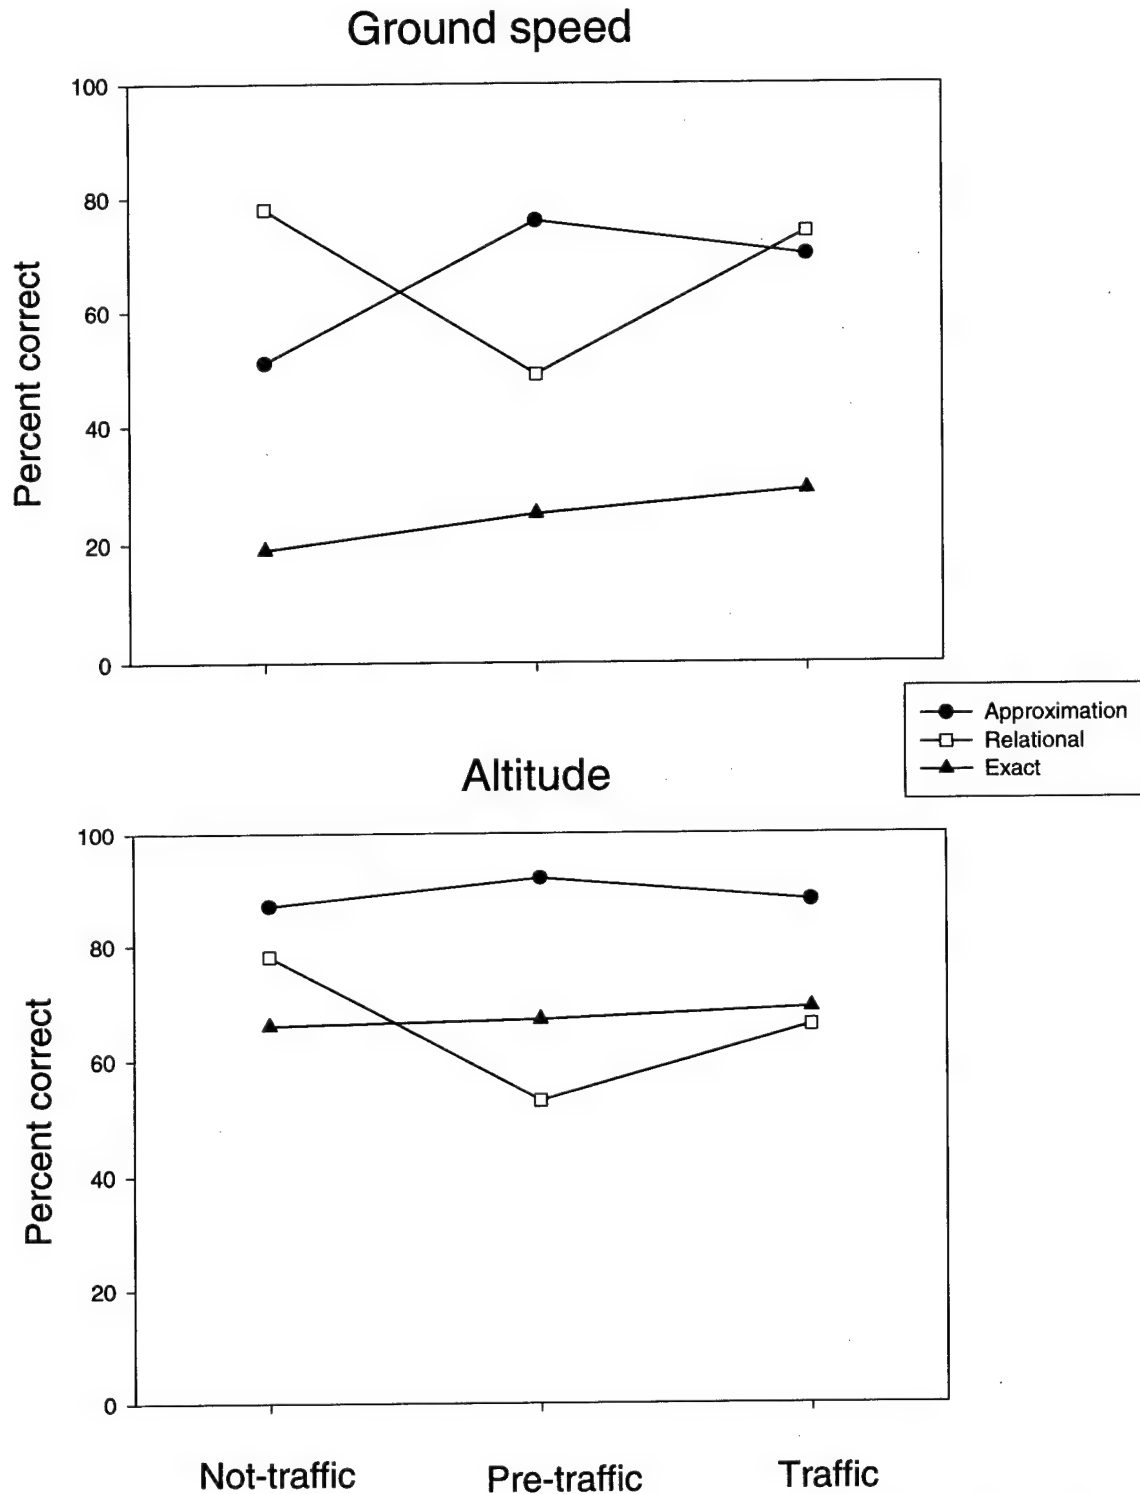 Ground speed
100
80
60
40
20
0
Percent correct
Approximation
Relational
Exact
Altitude
100
80
60
40
20
0
Percent correct
Not-traffic
Pre-traffic
Traffic